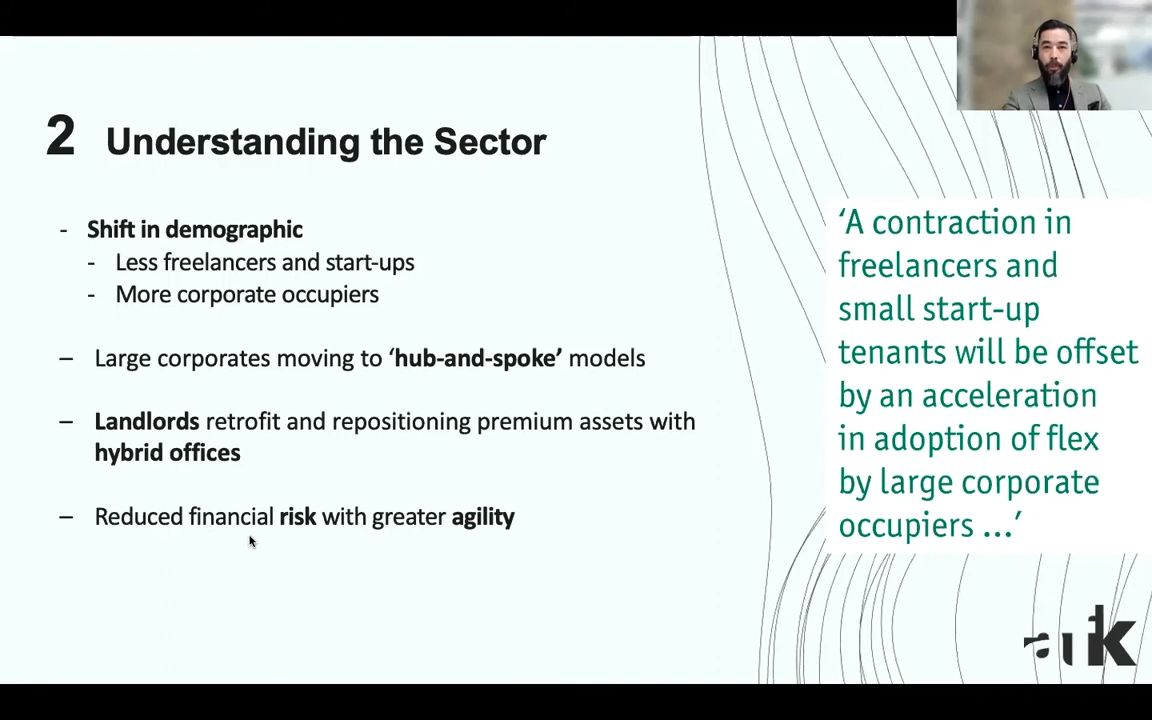 2 Understanding the Sector
- Shift in demographic
- Less freelancers and start-ups
- More corporate occupiers
– Large corporates moving to ‘hub-and-spoke’ models
– Landlords retrofit and repositioning premium assets with
hybrid offices
– Reduced financial risk with greater agility
‘A contraction in
freelancers and
small start-up
tenants will be offset
by an acceleration
in adoption of flex
by large corporate
occupiers ...’